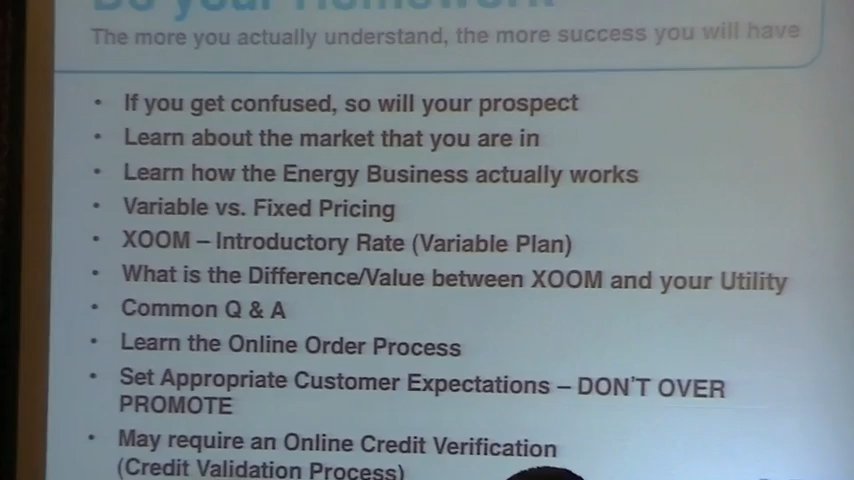 Do your Homework
The more you actually understand, the more success you will have
• If you get confused, so will your prospect
• Learn about the market that you are in
• Learn how the Energy Business actually works
• Variable vs. Fixed Pricing
• XOOM – Introductory Rate (Variable Plan)
• What is the Difference/Value between XOOM and your Utility
• Common Q & A
• Learn the Online Order Process
• Set Appropriate Customer Expectations – DON'T OVER
PROMOTE
• May require an Online Credit Verification
(Credit Validation Process)